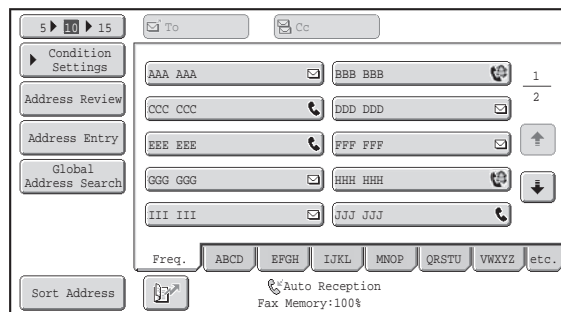 5 10 15
To
Cc
Condition
Settings
Address Review
Address Entry
Global
Address Search
Sort Address
AAA AAA
BBB BBB
CCC CCC
DDD DDD
EEE EEE
FFF FFF
GGG GGG
HHH HHH
III III
JJJ JJJ
1
2
Freq.
ABCD
EFGH
IJKL
MNOP
QRSTU
VWXYZ
etc.
Auto Reception
Fax Memory:100%